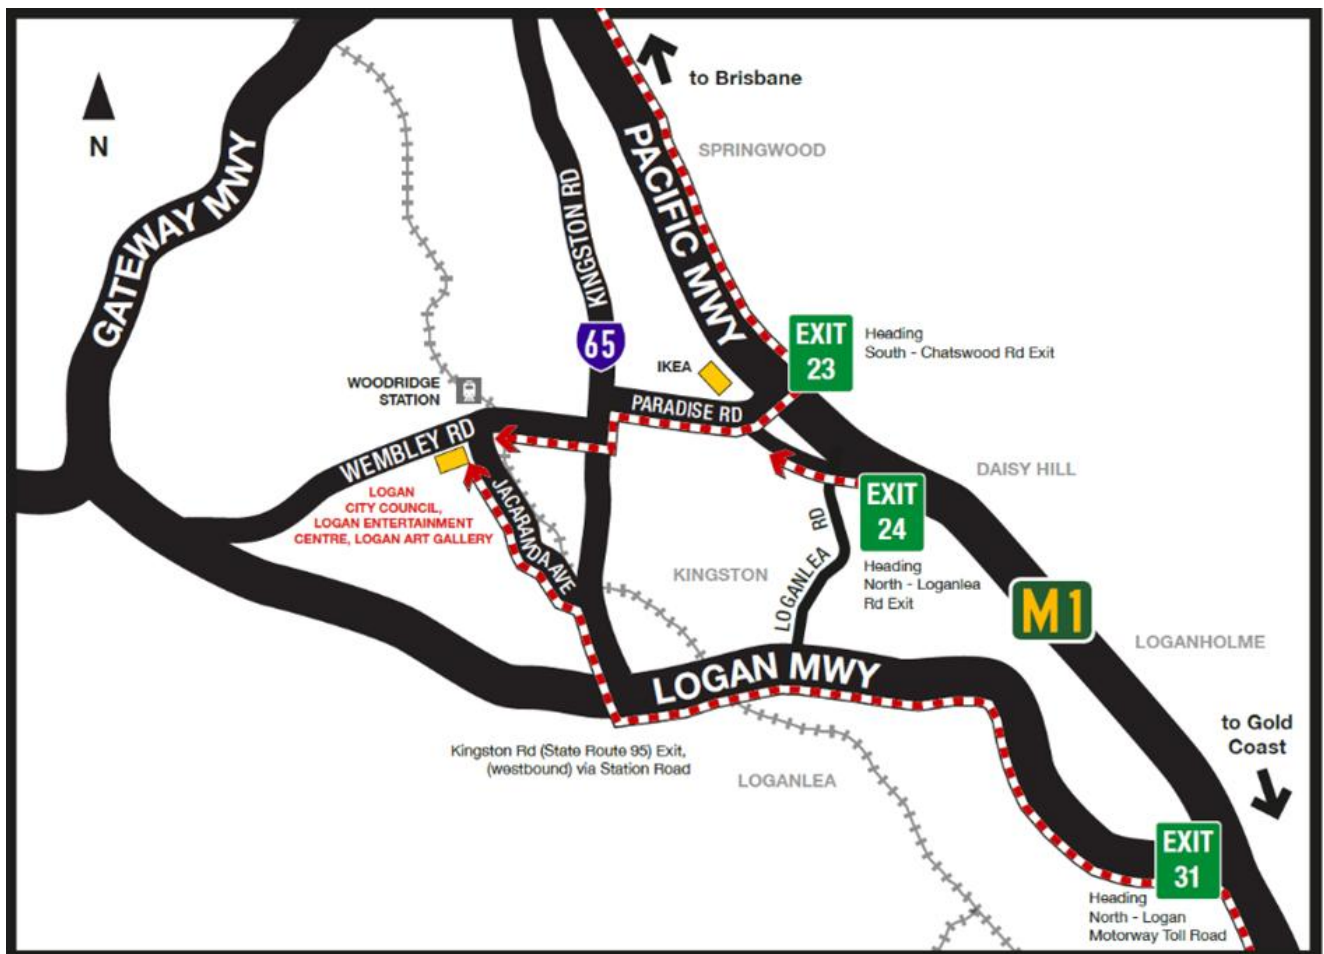 to Brisbane
N
SPRINGWOOD
GATEWAY MWY
PACIFIC MWY
KINGSTON RD
65
EXIT
23
Heading
South - Chatswood Rd Exit
IKEA
WOODRIDGE
STATION
PARADISE RD
WEMBLEY RD
DAISY HILL
LOGAN
CITY COUNCIL,
LOGAN ENTERTAINMENT
CENTRE, LOGAN ART GALLERY
JACARANDA AVE
EXIT
24
LOGANLEA RD
Heading
North - Loganlea
Rd Exit
KINGSTON
M1
LOGANHOLME
LOGAN MWY
to Gold
Coast
Kingston Rd (State Route 95) Exit,
(westbound) via Station Road
LOGANLEA
EXIT
31
Heading
North - Logan
Motorway Toll Road